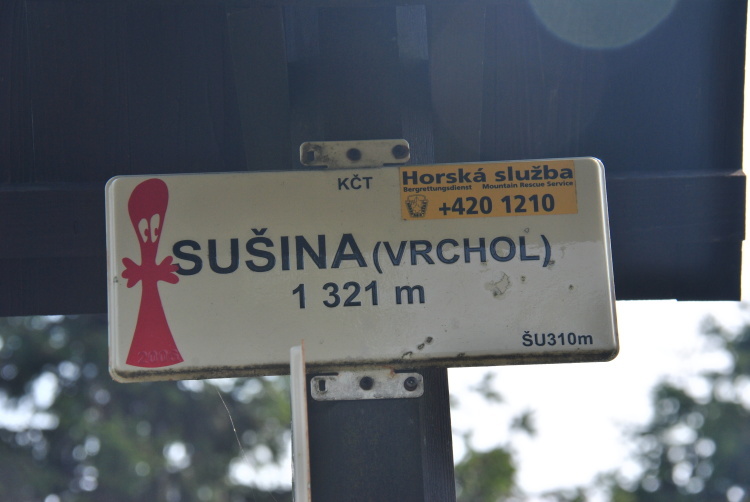 KČT
Horská služba
Bergrettungsdienst Mountain Rescue Service
+420 1210
SUŠINA (VRCHOL)
1 321 m
ŠU310m